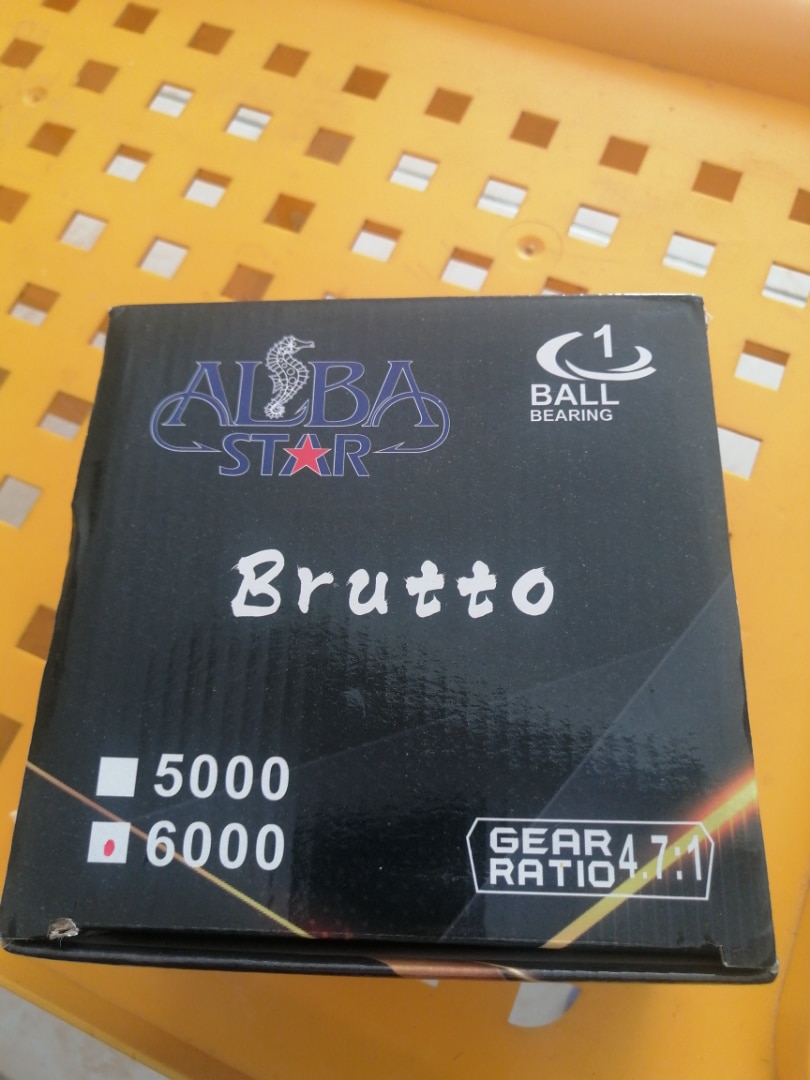 ALBA
STAR
1
BALL
BEARING
Brutto
5000
6000
GEAR
RATIO 4.7:1